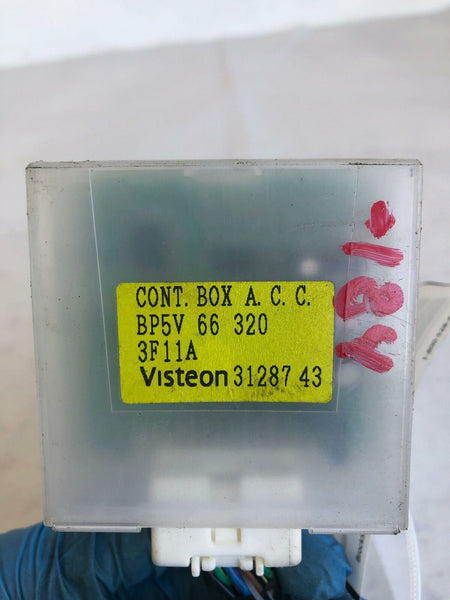 CONT. BOX A. C. C.
BP5V 66 320
3F11A
Visteon 31287 43